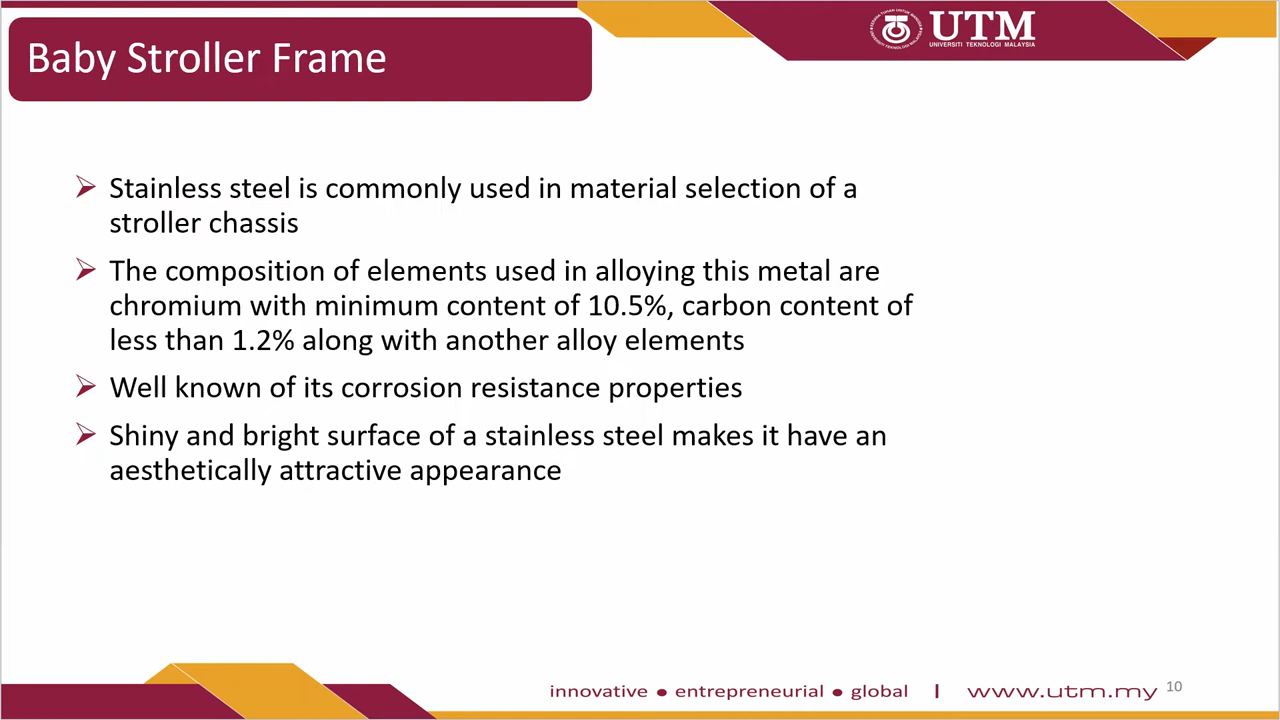 Baby Stroller Frame
UTM
UNIVERSITI TEKNOLOGI MALAYSIA
Stainless steel is commonly used in material selection of a
stroller chassis
The composition of elements used in alloying this metal are
chromium with minimum content of 10.5%, carbon content of
less than 1.2% along with another alloy elements
Well known of its corrosion resistance properties
Shiny and bright surface of a stainless steel makes it have an
aesthetically attractive appearance
innovative ● entrepreneurial ● global | www.utm.my
10